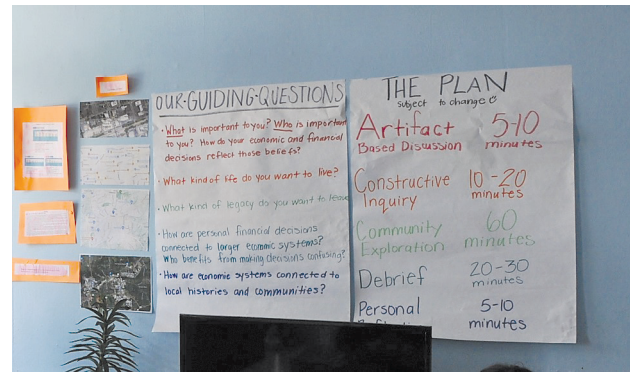 OUR·GUIDING·QUESTIONS
· What is important to you? Who is important
to you? How do your economic and financial
decisions reflect those beliefs?
· What kind of life do you want to live?
· What kind of legacy do you want to leave
· How are personal financial decisions
connected to larger economic systems?
Who benefits from making decisions confusing?
· How are economic systems connected to
local histories and communities?
THE PLAN
subject to change
Artifact 5-10
Based Disussion minutes
Constructive 10-20
Inquiry minutes
Community 60
Exploration minutes
Debrief 20-30
minutes
Personal 5-10
minutes